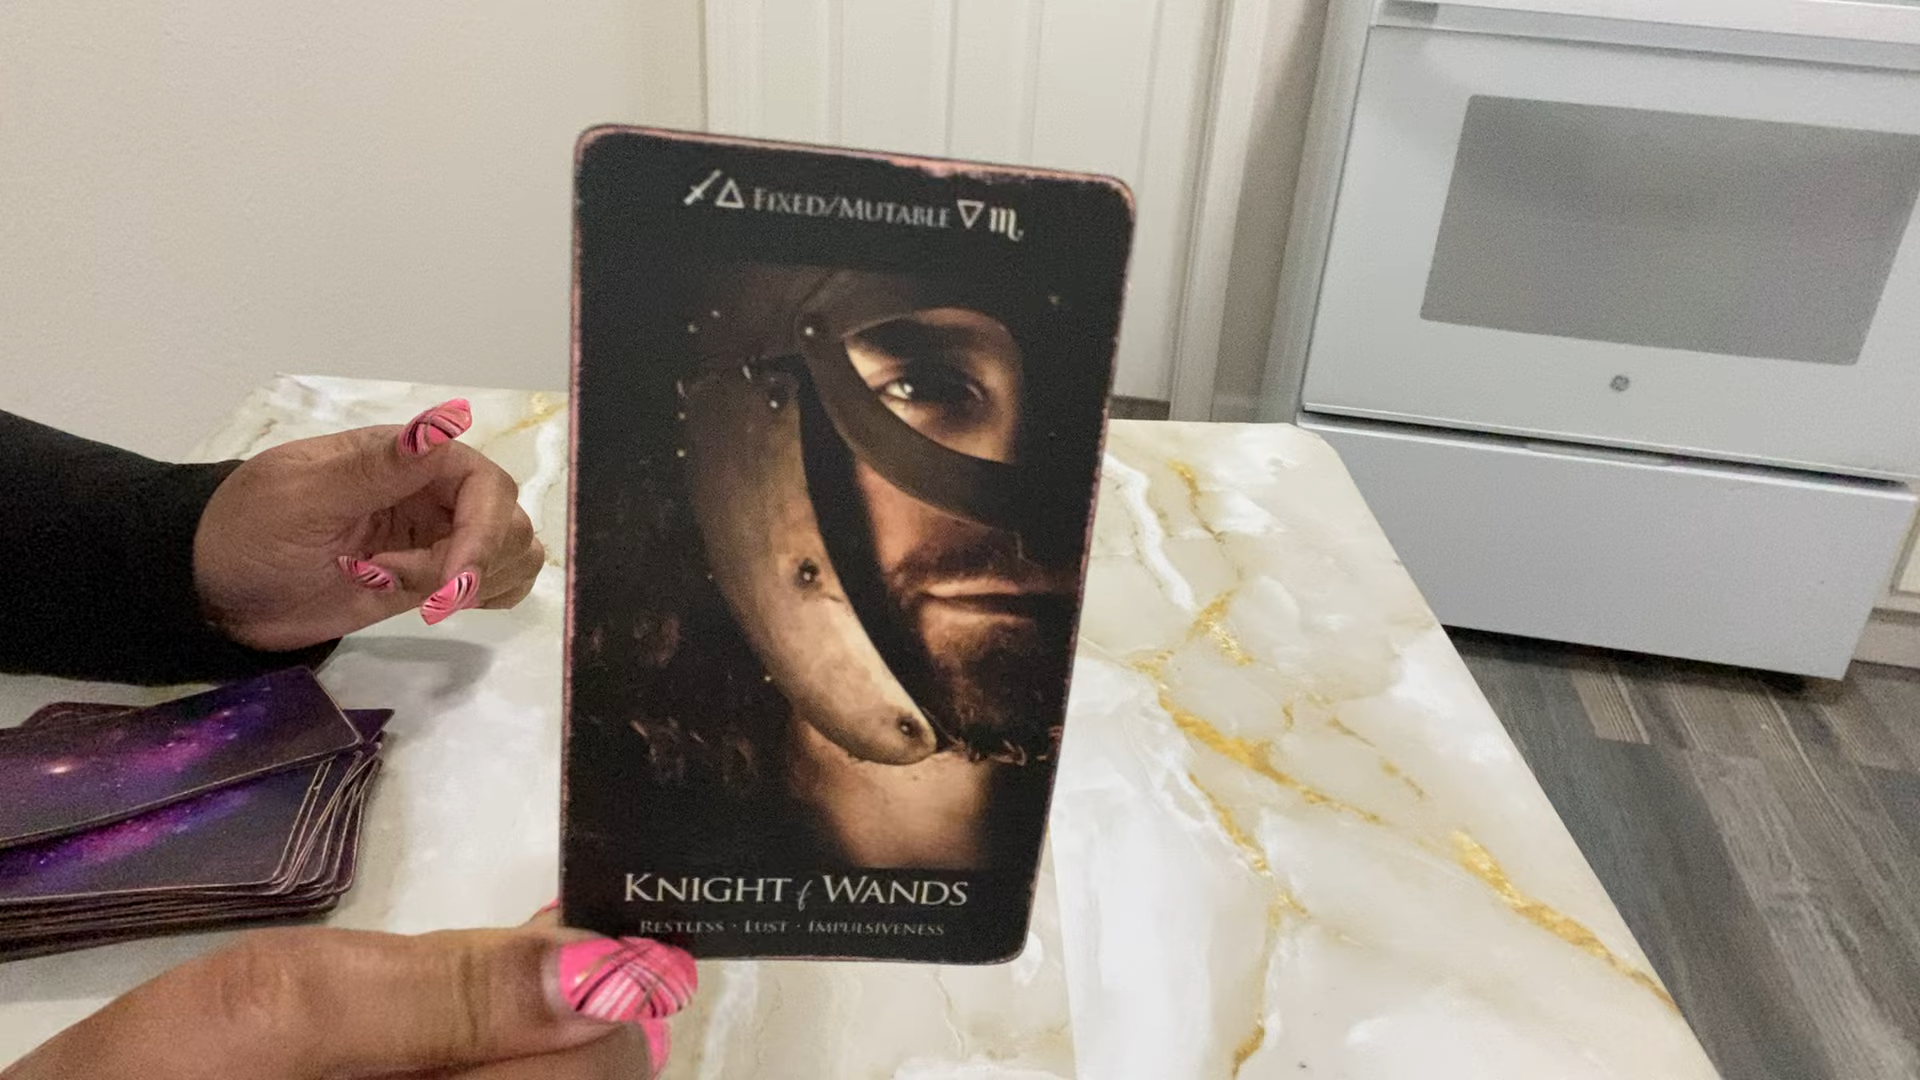 FIXED/MUTABLE
KNIGHT of WANDS
RESTLESS · LUST · IMPULSIVENESS